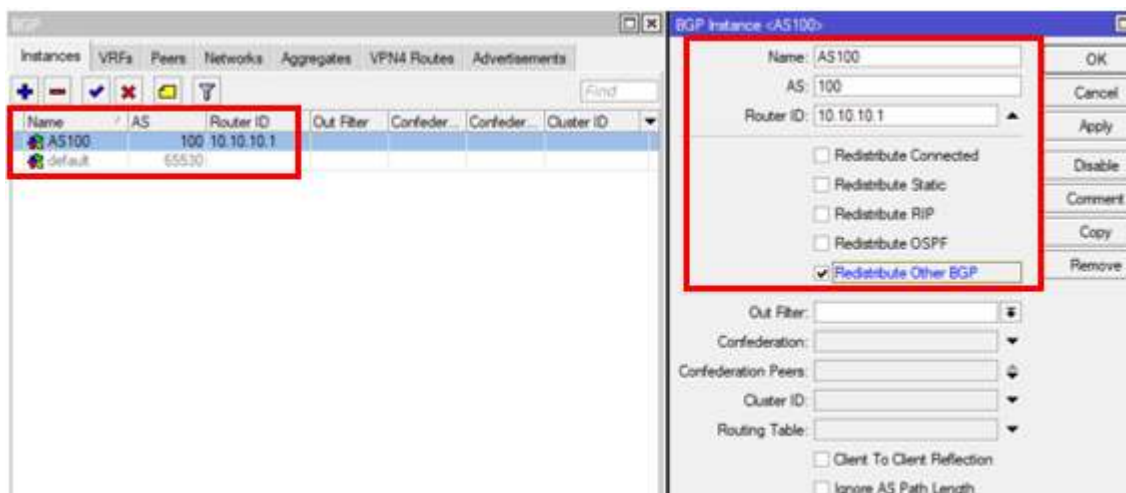 BGP
Instances VRFs Peers Networks Aggregates VPN4 Routes Advertisements
Find
Name AS Router ID Out Filter Confeder... Confeder... Cluster ID
AS100 100 10.10.10.1
default 65530
BGP Instance <AS100>
Name: AS100
AS: 100
Router ID: 10.10.10.1
Redistribute Connected
Redistribute Static
Redistribute RIP
Redistribute OSPF
Redistribute Other BGP
Out Filter:
Confederation:
Confederation Peers:
Cluster ID:
Routing Table:
Client To Client Reflection
Ignore AS Path Length
OK
Cancel
Apply
Disable
Comment
Copy
Remove